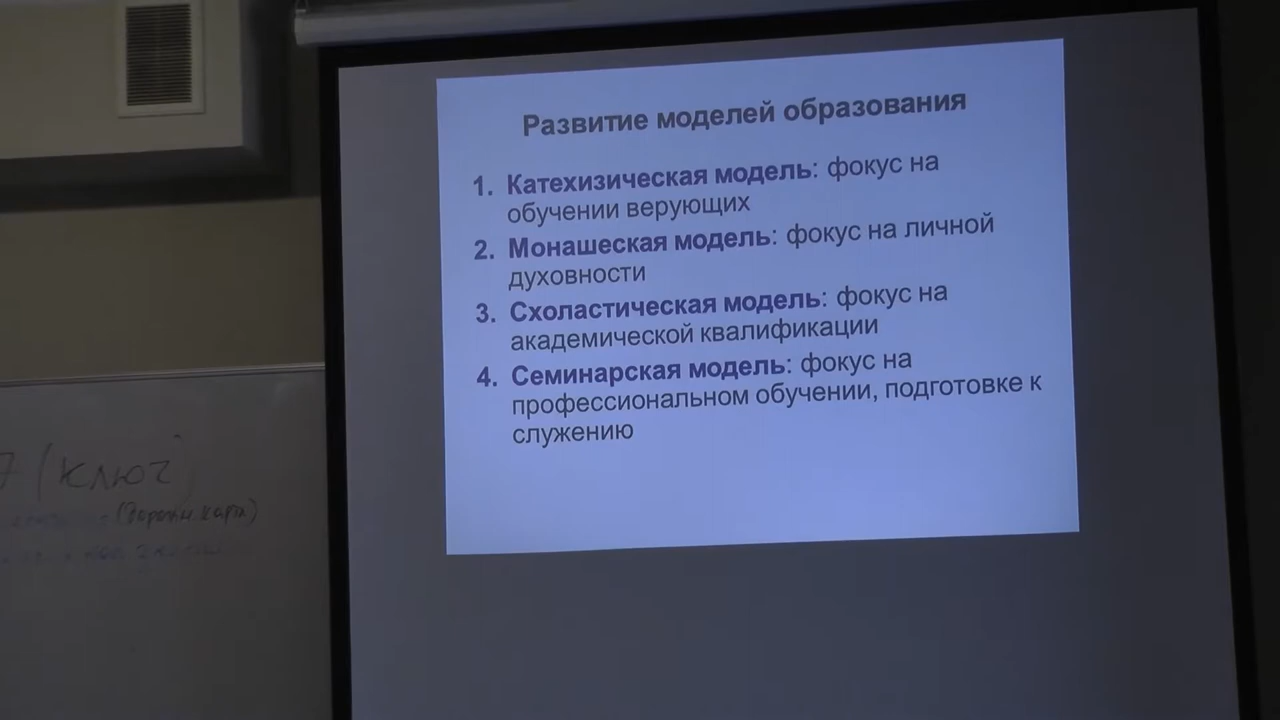 Развитие моделей образования
1. Катехизическая модель: фокус на
обучении верующих
2. Монашеская модель: фокус на личной
духовности
3. Схоластическая модель: фокус на
академической квалификации
4. Семинарская модель: фокус на
профессиональном обучении, подготовке к
служению
(ключ)